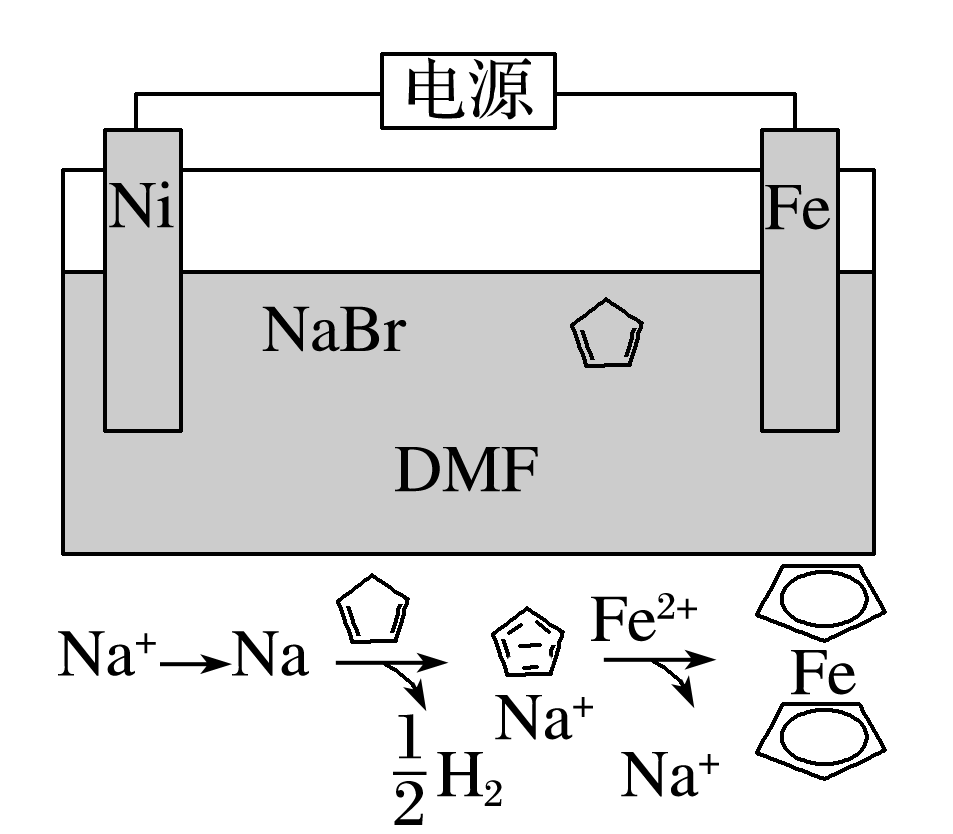 电源
Ni Fe
NaBr
DMF
Na⁺ → Na → Fe²⁺ →
Fe
Na⁺
½ H₂ Na⁺